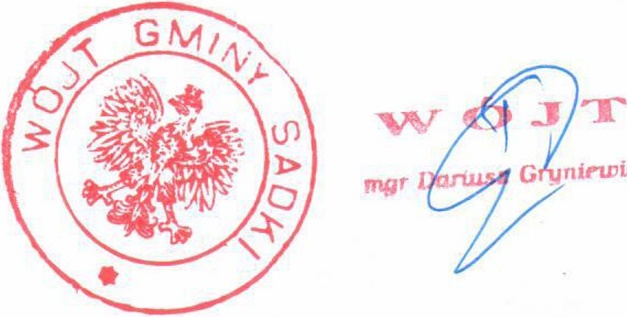 WÓJT GMINY SADKI
WÓJT
mgr Dariusz Gryniewi